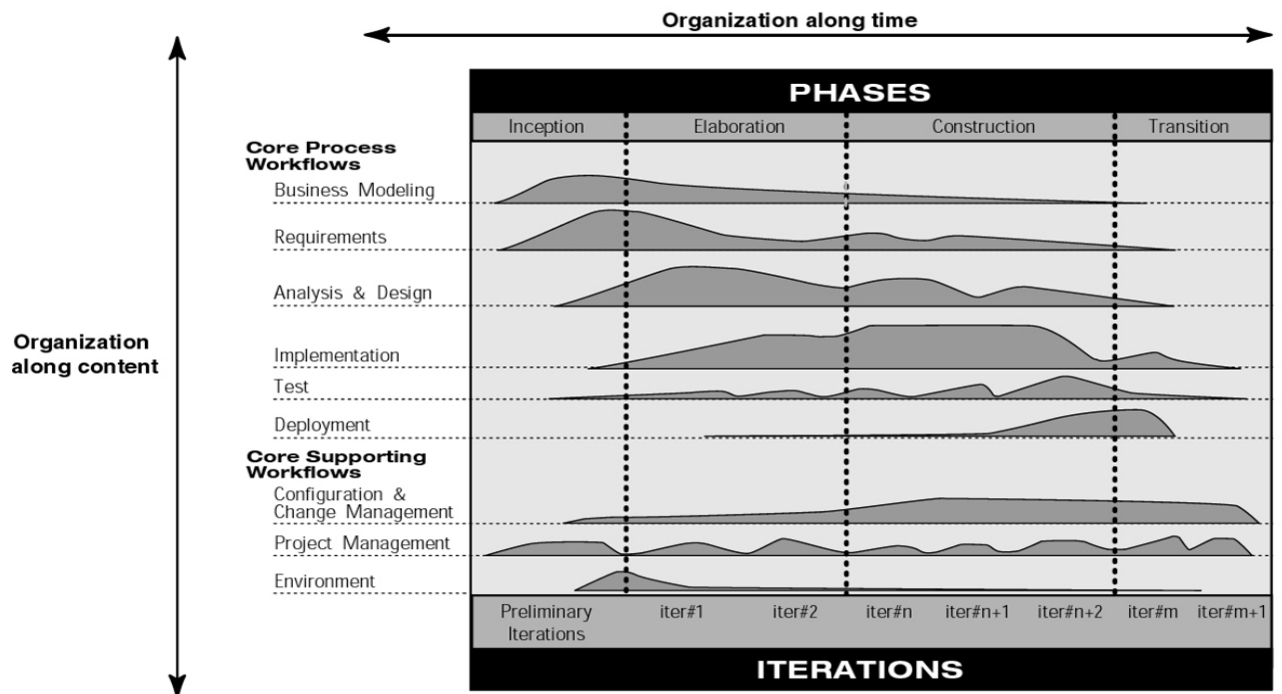 Organization along time
PHASES
Inception Elaboration Construction Transition
Core Process
Workflows
Business Modeling
Requirements
Analysis & Design
Organization
along content
Implementation
Test
Deployment
Core Supporting
Workflows
Configuration &
Change Management
Project Management
Environment
Preliminary
Iterations
iter#1 iter#2 iter#n iter#n+1 iter#n+2 iter#m iter#m+1
ITERATIONS